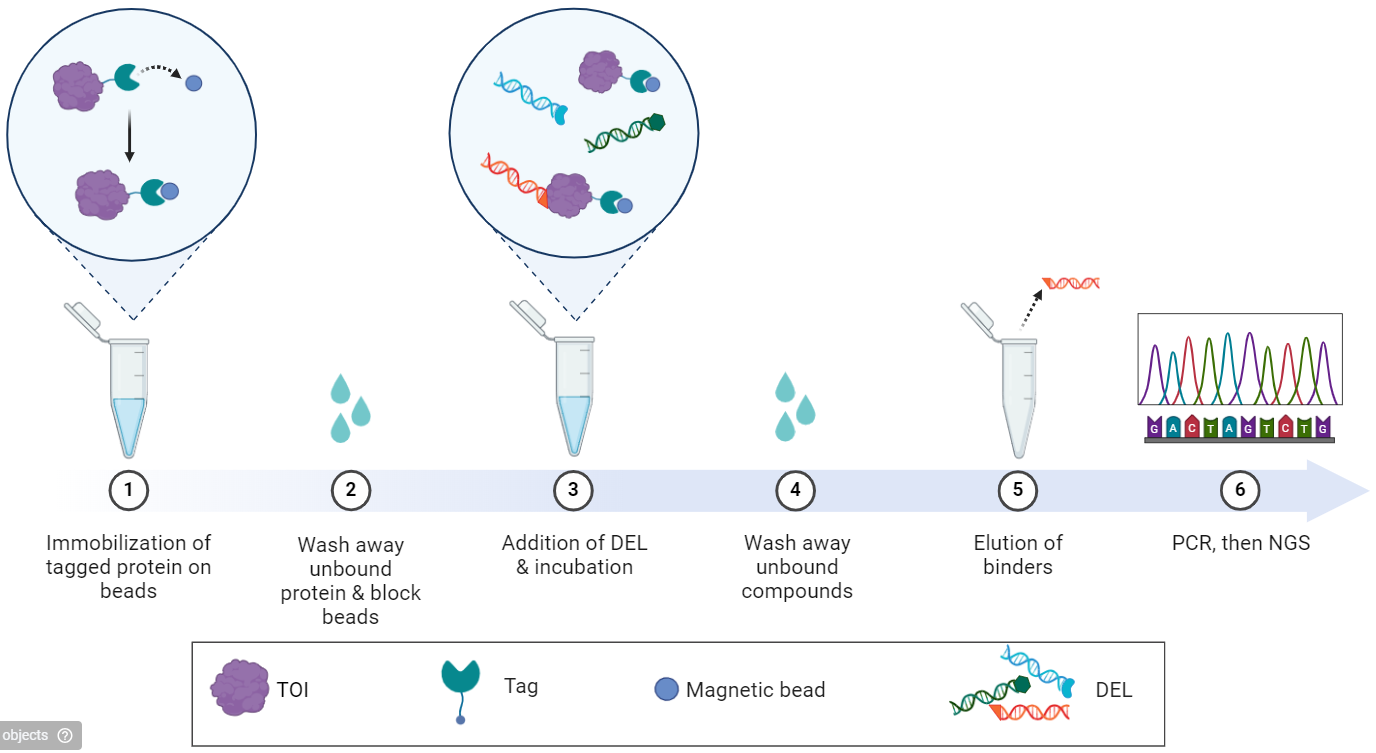 1
2
3
4
5
6
Immobilization of
tagged protein on
beads
Wash away
unbound
protein & block
beads
Addition of DEL
& incubation
Wash away
unbound
compounds
Elution of
binders
PCR, then NGS
G A C T A G T C T G
TOI
Tag
Magnetic bead
DEL
objects ?